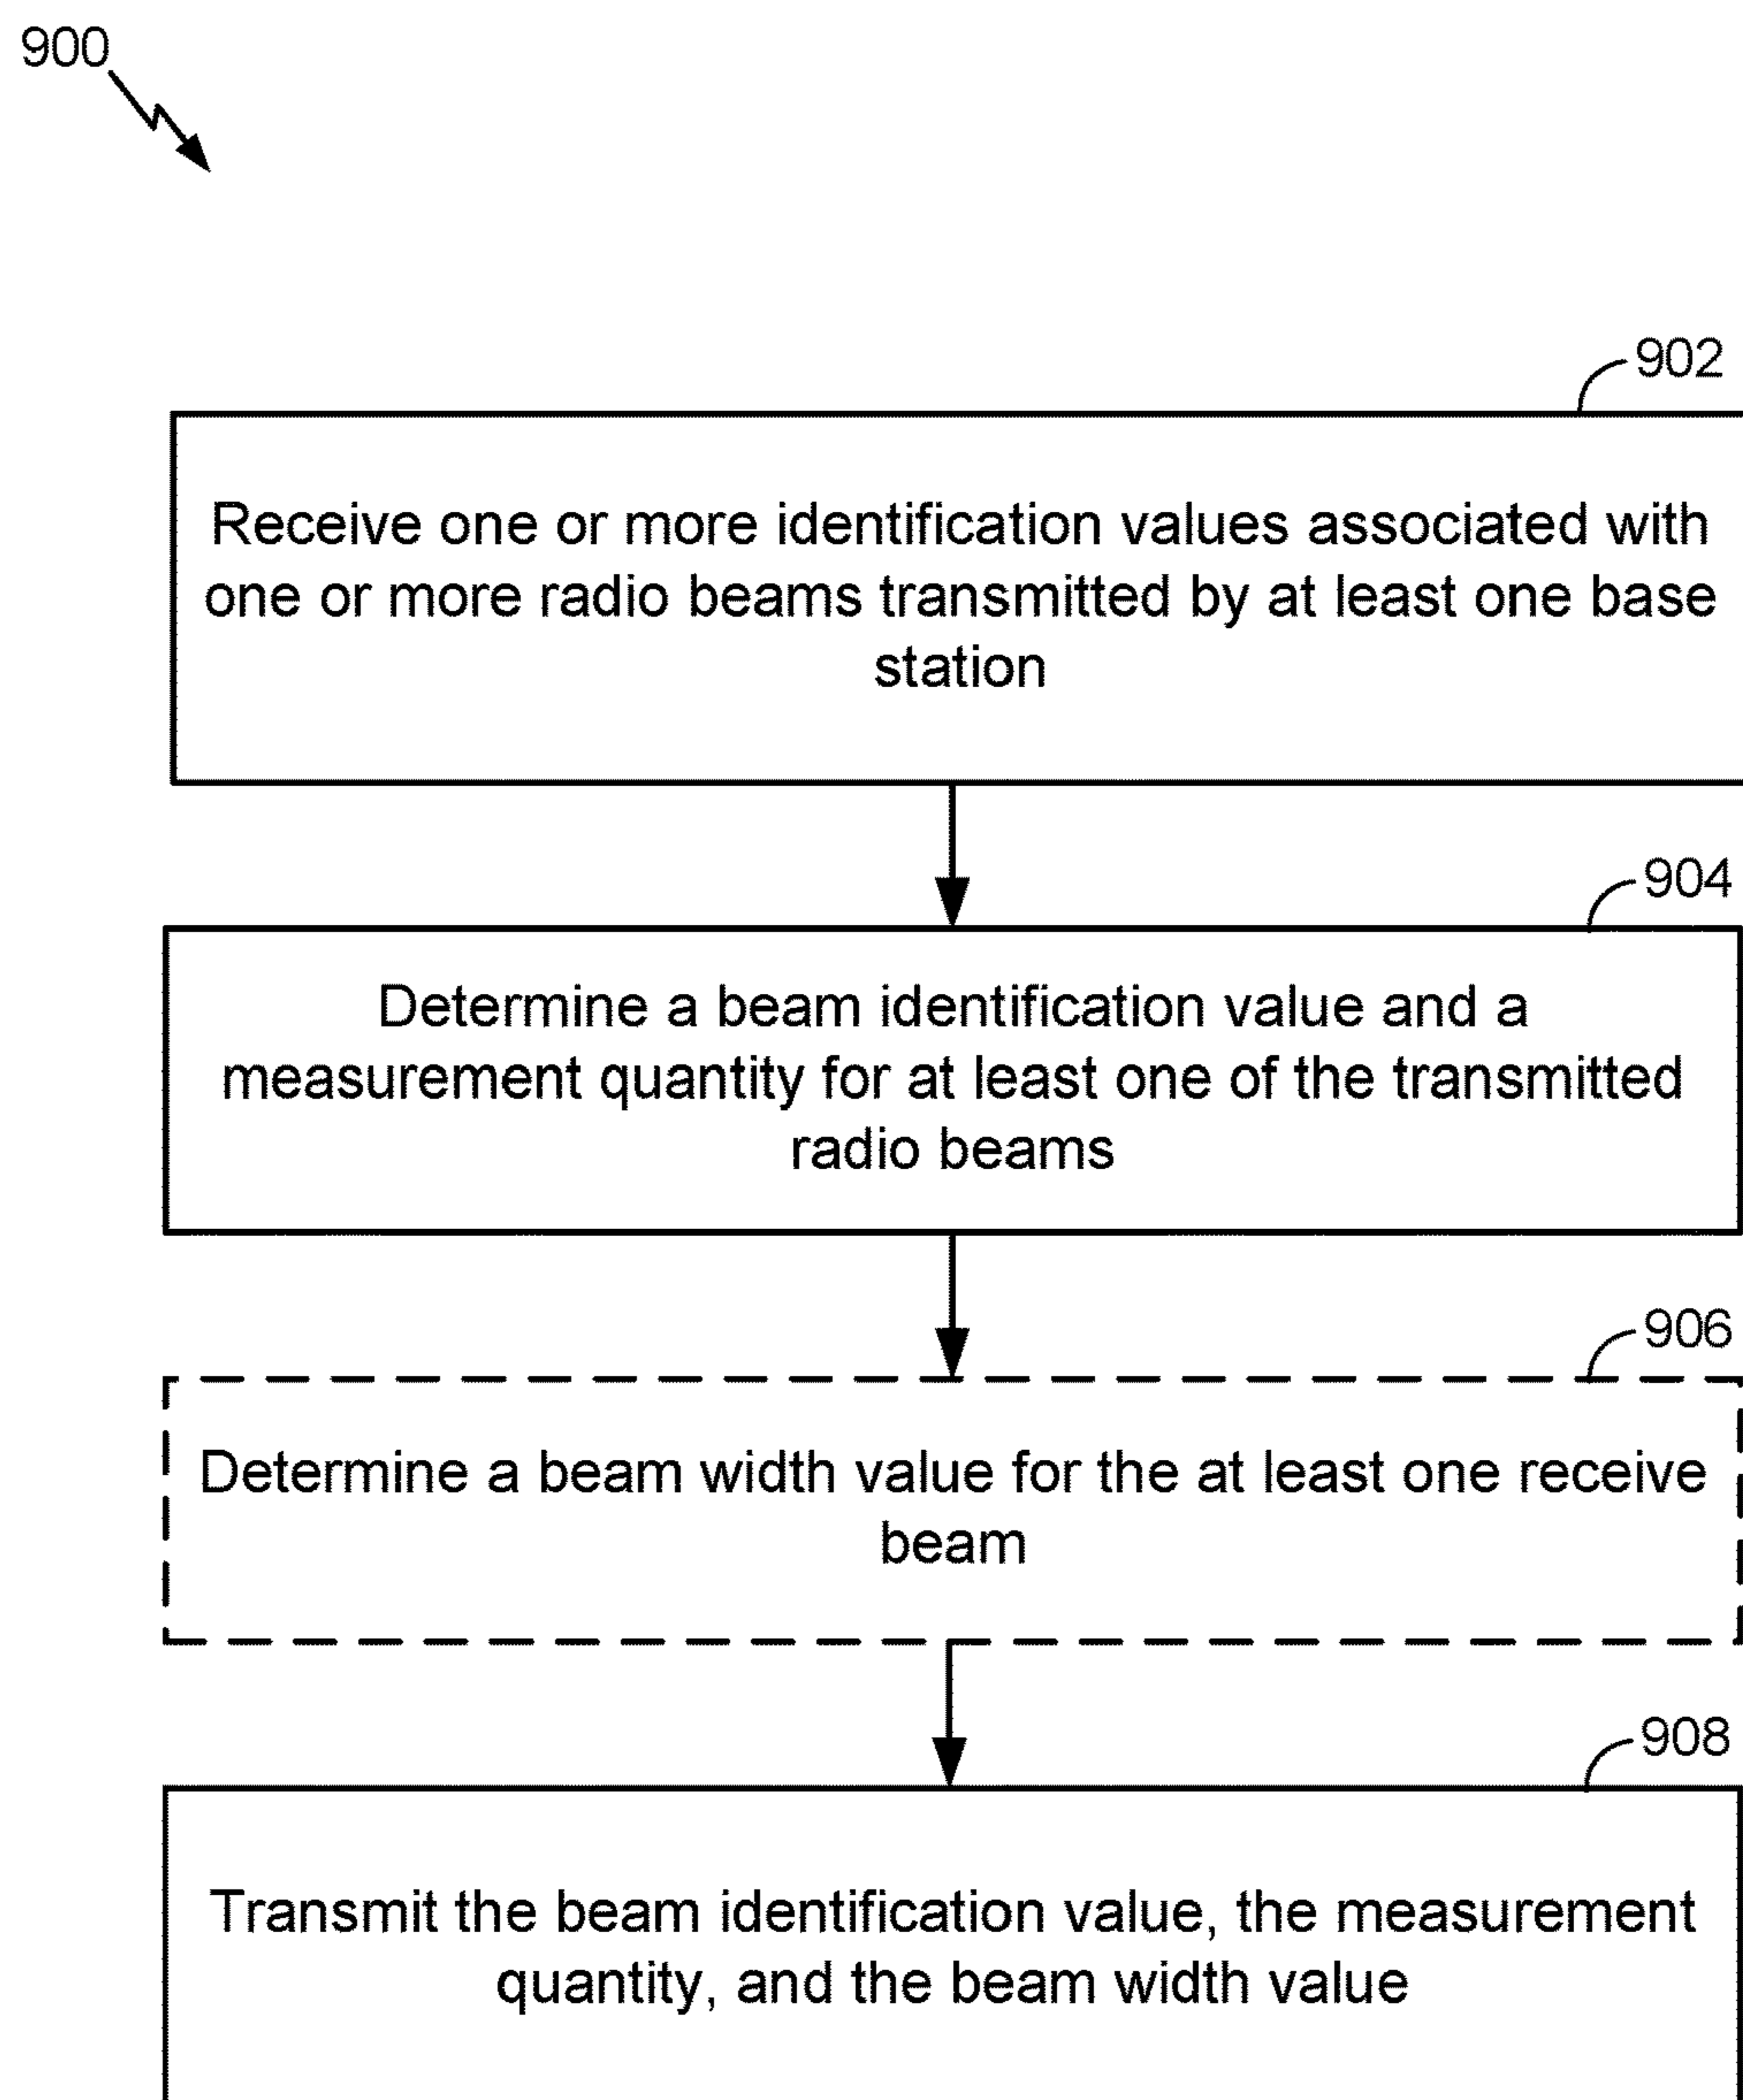 900
902
Receive one or more identification values associated with
one or more radio beams transmitted by at least one base
station
904
Determine a beam identification value and a
measurement quantity for at least one of the transmitted
radio beams
906
Determine a beam width value for the at least one receive
beam
908
Transmit the beam identification value, the measurement
quantity, and the beam width value